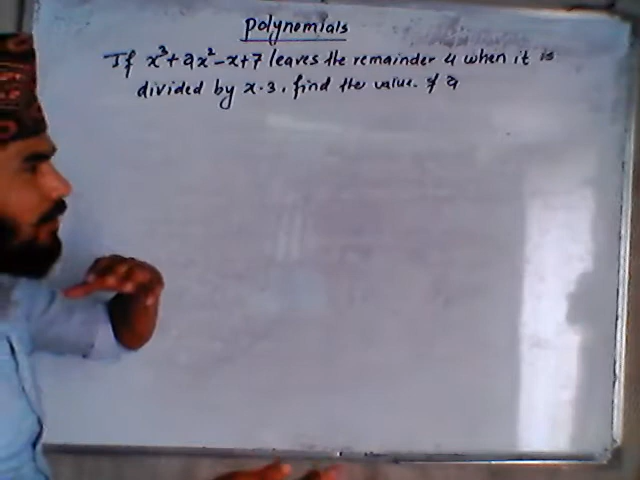 Polynomials
If x³+ax²-x+7 leaves the remainder 4 when it is
divided by x-3, find the value of a